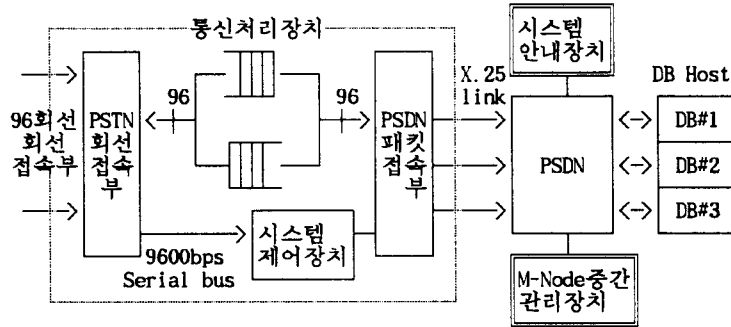 통신처리장치
시스템
안내장치
96
96
X.25
link
DB Host
96회선
회선
접속부
PSTN
회선
접속
부
PSDN
패킷
접속
부
PSDN
DB#1
DB#2
DB#3
9600bps
Serial bus
시스템
제어장치
M-Node중간
관리장치